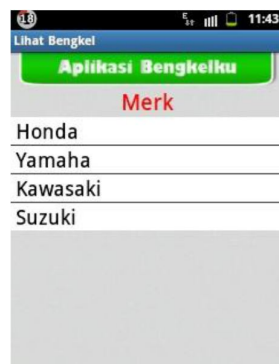 18
11:43
Lihat Bengkel
Aplikasi Bengkelku
Merk
Honda
Yamaha
Kawasaki
Suzuki